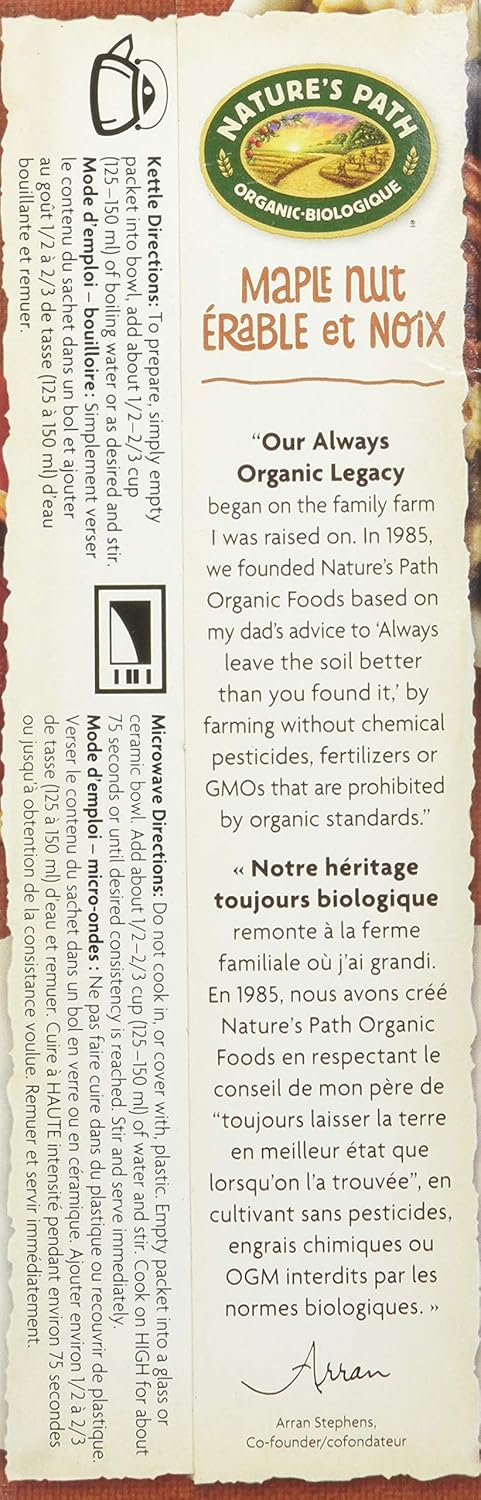 NATURE'S PATH
ORGANIC•BIOLOGIQUE
MAPLE NUT
ÉRABLE et NOIX
"Our Always
Organic Legacy
began on the family farm
I was raised on. In 1985,
we founded Nature's Path
Organic Foods based on
my dad's advice to 'Always
leave the soil better
than you found it,' by
farming without chemical
pesticides, fertilizers or
GMOs that are prohibited
by organic standards."
« Notre héritage
toujours biologique
remonte à la ferme
familiale où j'ai grandi.
En 1985, nous avons créé
Nature's Path Organic
Foods en respectant le
conseil de mon père de
"toujours laisser la terre
en meilleur état que
lorsqu'on l'a trouvée", en
cultivant sans pesticides,
engrais chimiques ou
OGM interdits par les
normes biologiques. »
Arran
Arran Stephens,
Co-founder/cofondateur
Kettle Directions: To prepare, simply empty
packet into bowl, add about 1/2–2/3 cup
(125–150 ml) of boiling water or as desired and stir.
Mode d'emploi – bouilloire : Simplement verser
le contenu du sachet dans un bol et ajouter
au goût 1/2 à 2/3 de tasse (125 à 150 ml) d'eau
bouillante et remuer.
Microwave Directions: Do not cook in, or cover with, plastic. Empty packet into a glass or
ceramic bowl. Add about 1/2–2/3 cup (125–150 ml) of water and stir. Cook on HIGH for about
75 seconds or until desired consistency is reached. Stir and serve immediately.
Mode d'emploi – micro-ondes : Ne pas faire cuire dans du plastique ou recouvrir de plastique.
Verser le contenu du sachet dans un bol en verre ou en céramique. Ajouter environ 1/2 à 2/3
de tasse (125 à 150 ml) d'eau et remuer. Cuire à HAUTE intensité pendant environ 75 secondes
ou jusqu'à obtention de la consistance voulue. Remuer et servir immédiatement.